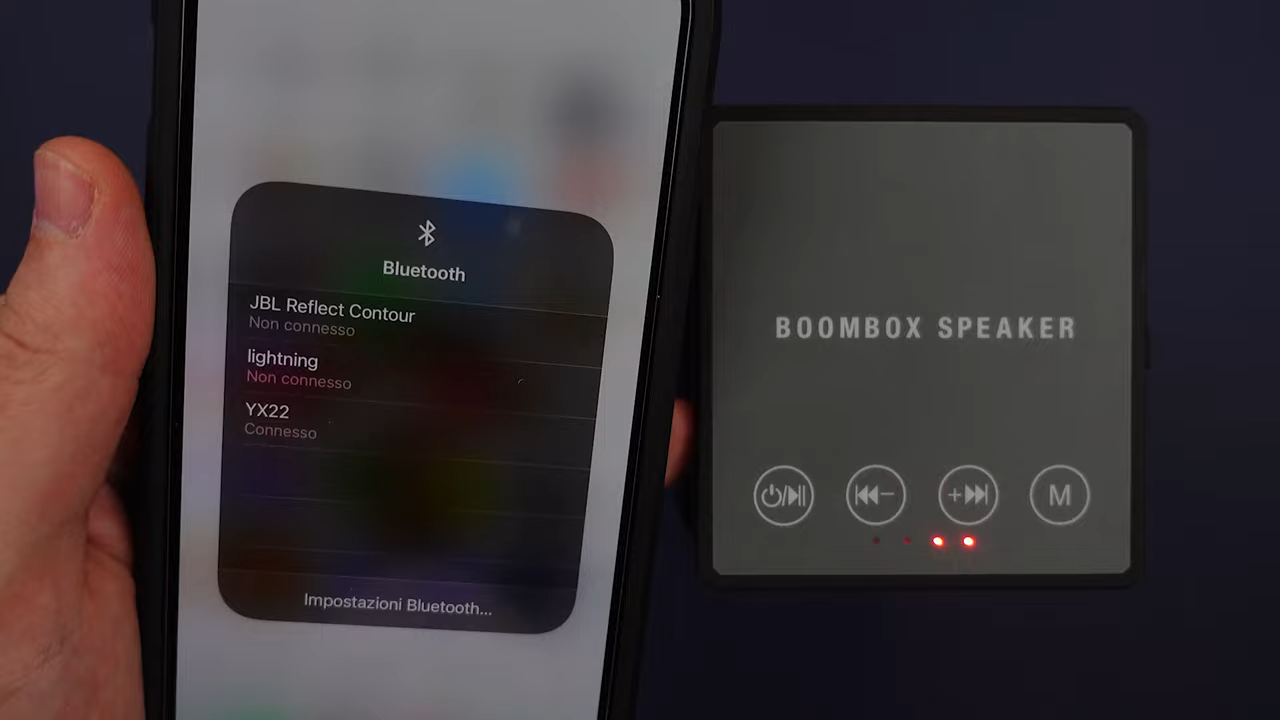 Bluetooth
JBL Reflect Contour
Non connesso
lightning
Non connesso
YX22
Connesso
Impostazioni Bluetooth...
BOOMBOX SPEAKER
M